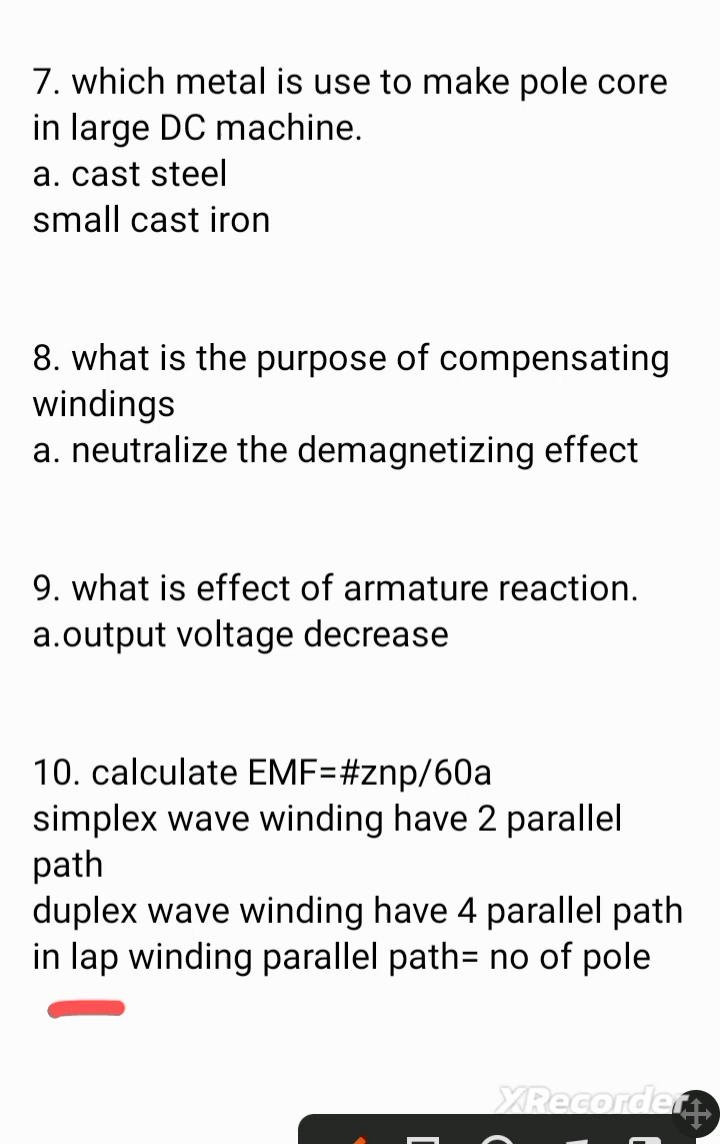 7. which metal is use to make pole core
in large DC machine.
a. cast steel
small cast iron
8. what is the purpose of compensating
windings
a. neutralize the demagnetizing effect
9. what is effect of armature reaction.
a.output voltage decrease
10. calculate EMF=#znp/60a
simplex wave winding have 2 parallel
path
duplex wave winding have 4 parallel path
in lap winding parallel path= no of pole
XRecorder